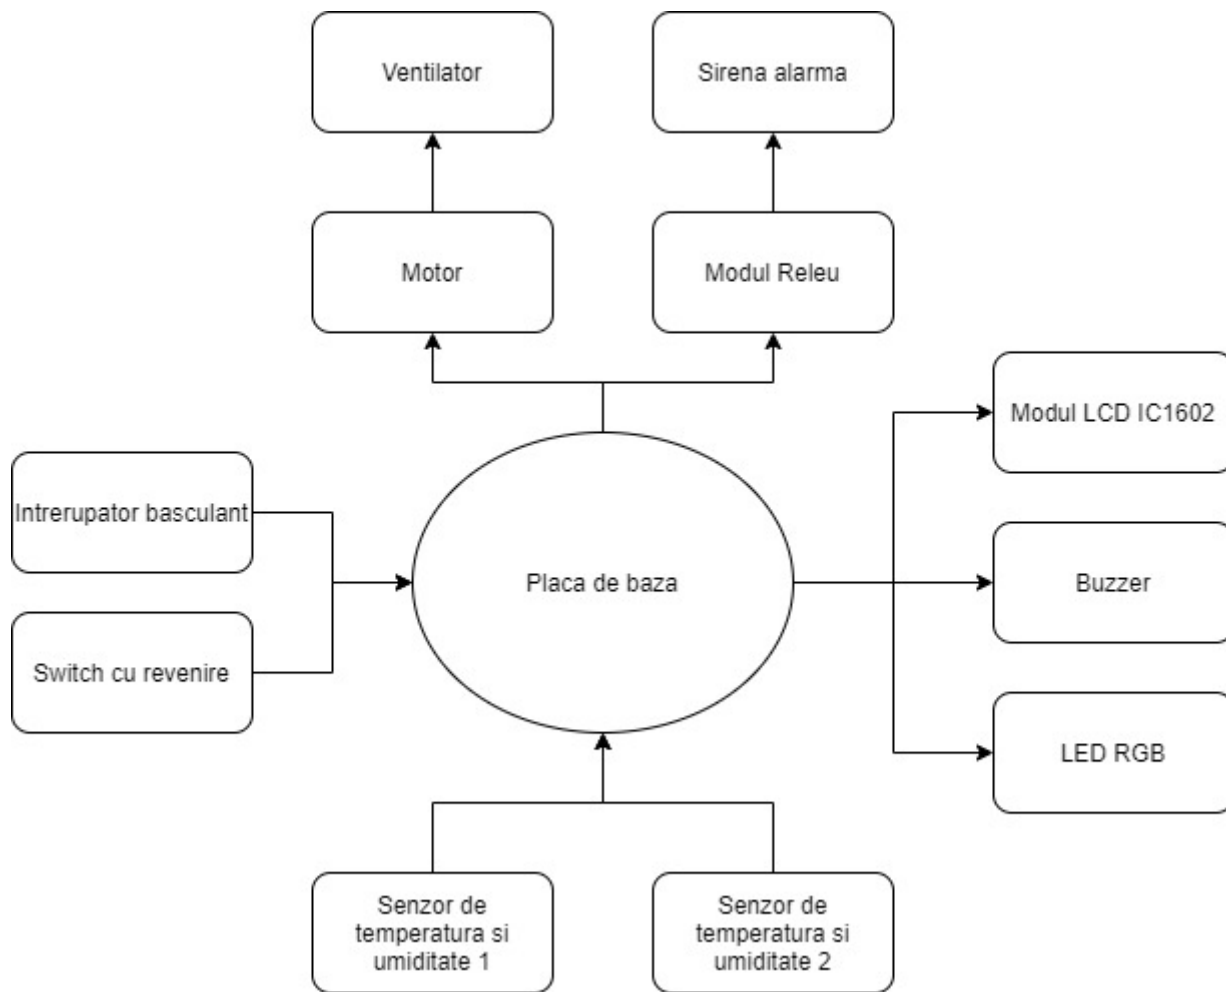 Ventilator
Sirena alarma
Motor
Modul Releu
Modul LCD IC1602
Intrerupator basculant
Placa de baza
Buzzer
Switch cu revenire
LED RGB
Senzor de
temperatura si
umiditate 1
Senzor de
temperatura si
umiditate 2